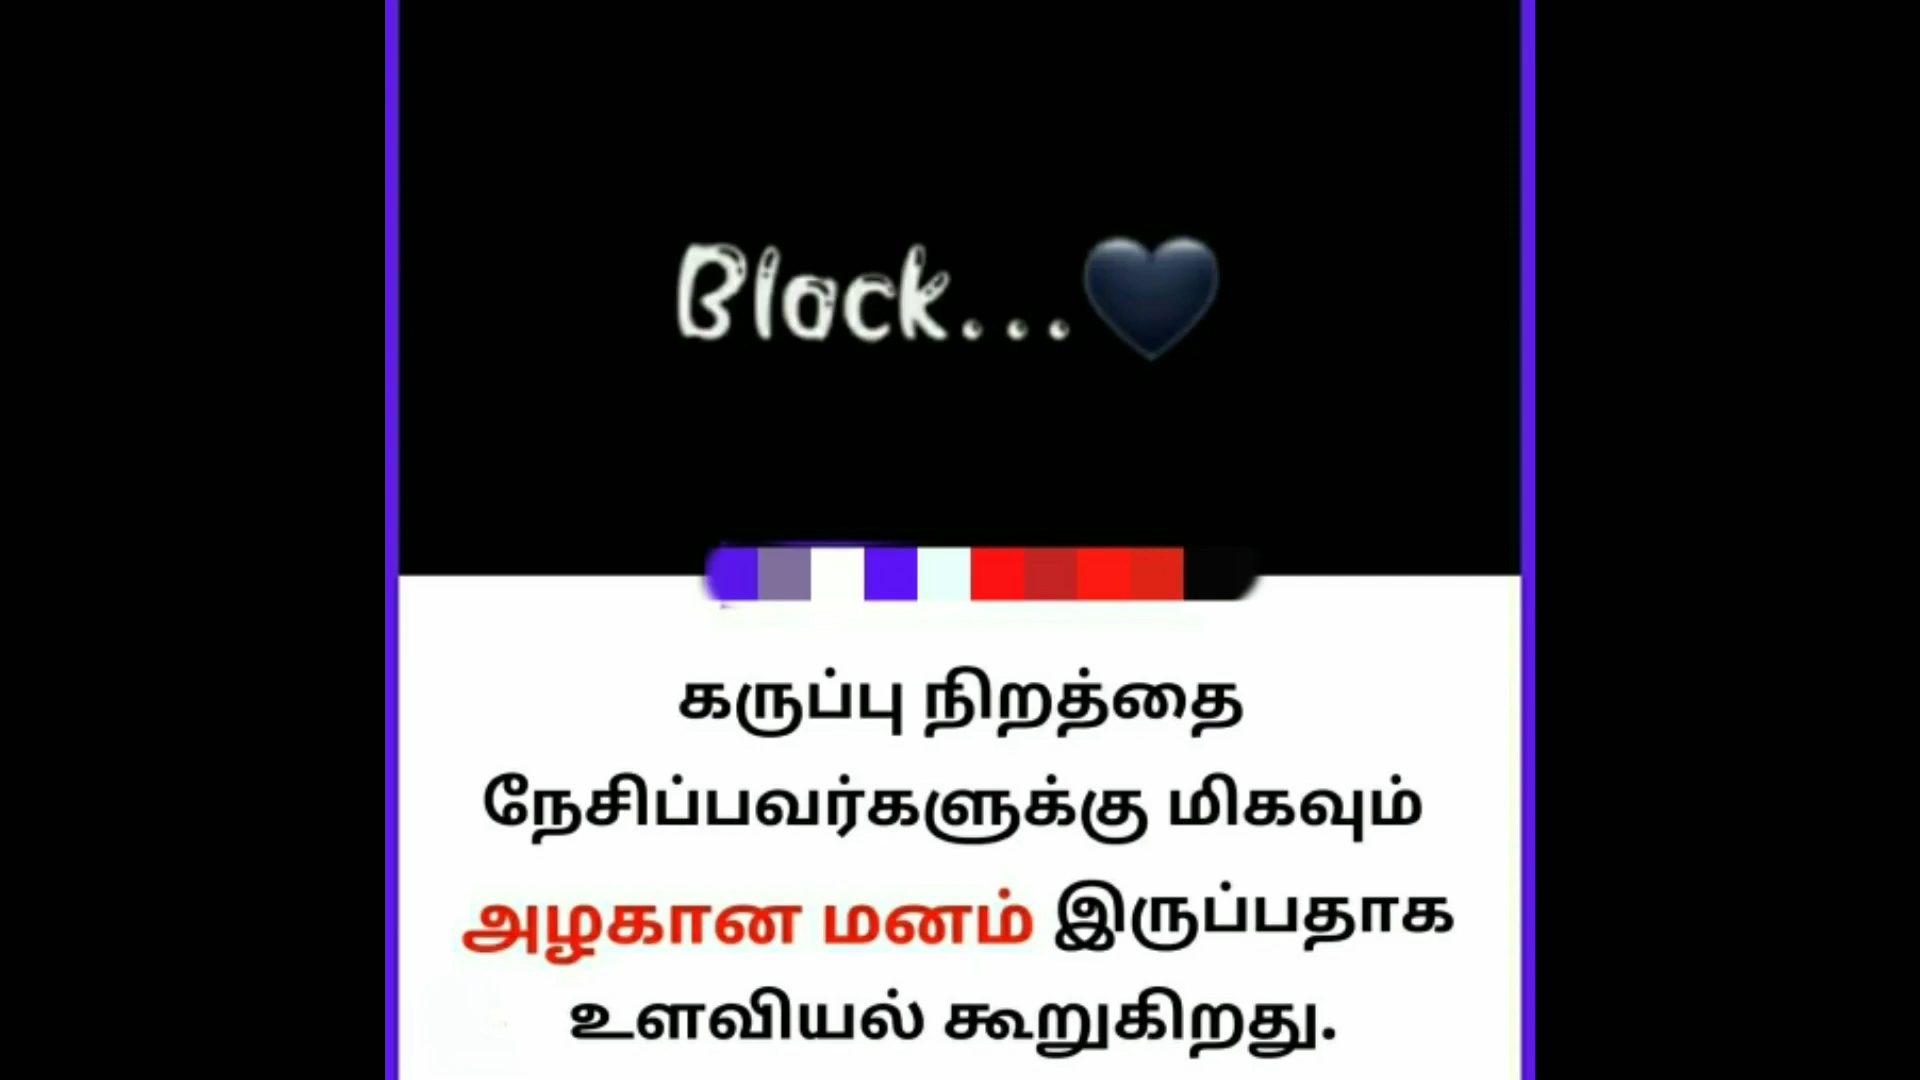 Black...🖤
கருப்பு நிறத்தை
நேசிப்பவர்களுக்கு மிகவும்
அழகான மனம் இருப்பதாக
உளவியல் கூறுகிறது.